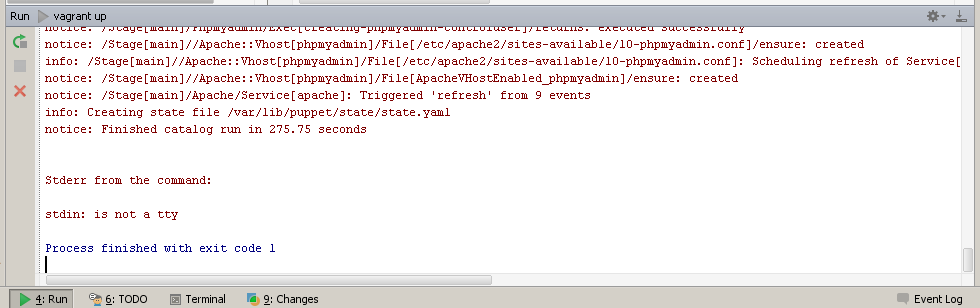 Run vagrant up
notice: /Stage[main]/Phpmyadmin/Exec[creating-phpmyadmin-controluser]/returns: executed successfully
notice: /Stage[main]//Apache::Vhost[phpmyadmin]/File[/etc/apache2/sites-available/10-phpmyadmin.conf]/ensure: created
info: /Stage[main]//Apache::Vhost[phpmyadmin]/File[/etc/apache2/sites-available/10-phpmyadmin.conf]: Scheduling refresh of Service[
notice: /Stage[main]//Apache::Vhost[phpmyadmin]/File[ApacheVHostEnabled_phpmyadmin]/ensure: created
notice: /Stage[main]/Apache/Service[apache]: Triggered 'refresh' from 9 events
info: Creating state file /var/lib/puppet/state/state.yaml
notice: Finished catalog run in 275.75 seconds
Stderr from the command:
stdin: is not a tty
Process finished with exit code 1
4: Run 6: TODO Terminal 9: Changes Event Log